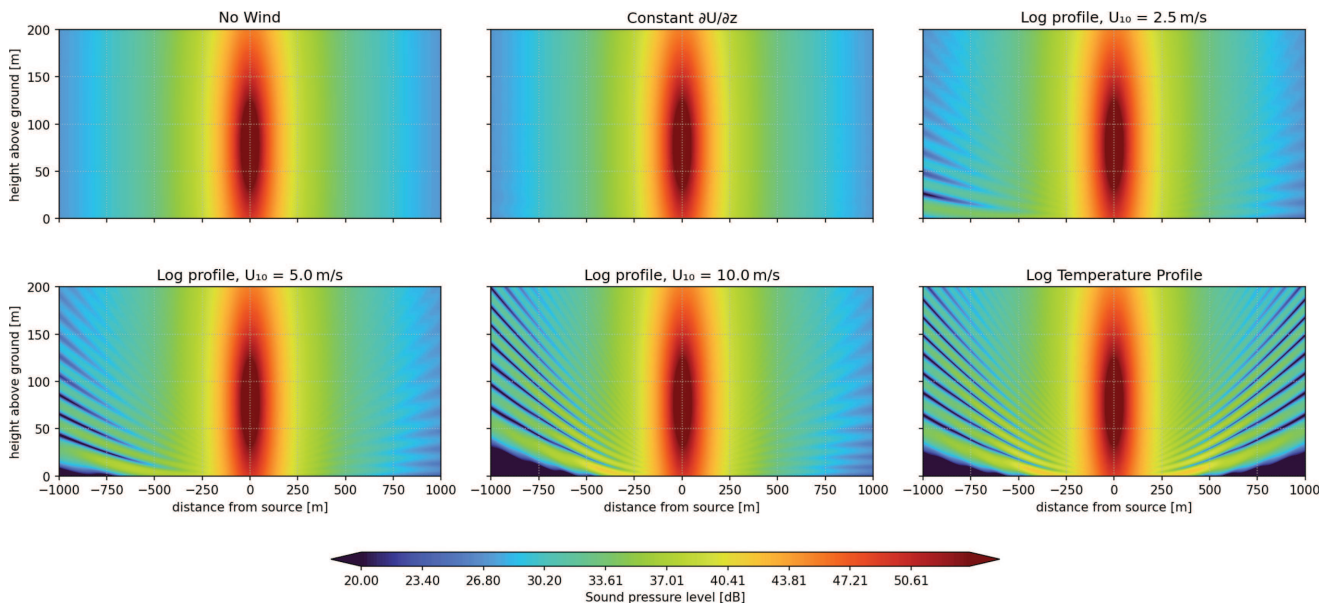 No Wind
Constant ∂U/∂z
Log profile, U₁₀ = 2.5 m/s
height above ground [m]
200
150
100
50
0
Log profile, U₁₀ = 5.0 m/s
Log profile, U₁₀ = 10.0 m/s
Log Temperature Profile
height above ground [m]
200
150
100
50
0
−1000 −750 −500 −250 0 250 500 750 1000
−1000 −750 −500 −250 0 250 500 750 1000
−1000 −750 −500 −250 0 250 500 750 1000
distance from source [m]
distance from source [m]
distance from source [m]
20.00 23.40 26.80 30.20 33.61 37.01 40.41 43.81 47.21 50.61
Sound pressure level [dB]